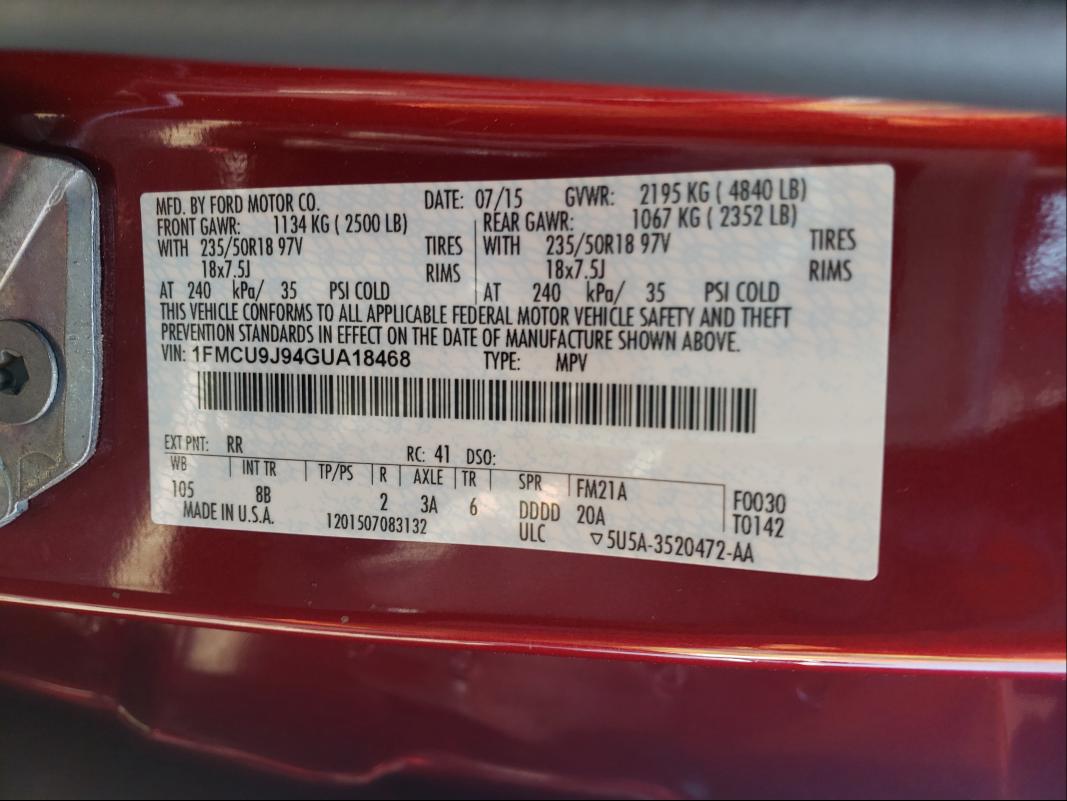 MFD. BY FORD MOTOR CO. DATE: 07/15 GVWR: 2195 KG ( 4840 LB)
FRONT GAWR: 1134 KG ( 2500 LB) REAR GAWR: 1067 KG ( 2352 LB)
WITH 235/50R18 97V TIRES WITH 235/50R18 97V TIRES
18x7.5J RIMS 18x7.5J RIMS
AT 240 kPa/ 35 PSI COLD AT 240 kPa/ 35 PSI COLD
THIS VEHICLE CONFORMS TO ALL APPLICABLE FEDERAL MOTOR VEHICLE SAFETY AND THEFT
PREVENTION STANDARDS IN EFFECT ON THE DATE OF MANUFACTURE SHOWN ABOVE.
VIN: 1FMCU9J94GUA18468 TYPE: MPV
EXT PNT: RR RC: 41 DSO:
WB INT TR TP/PS R AXLE TR SPR FM21A F0030
105 8B 2 3A 6 DDDD 20A T0142
MADE IN U.S.A. 1201507083132 ULC ▽5U5A-3520472-AA